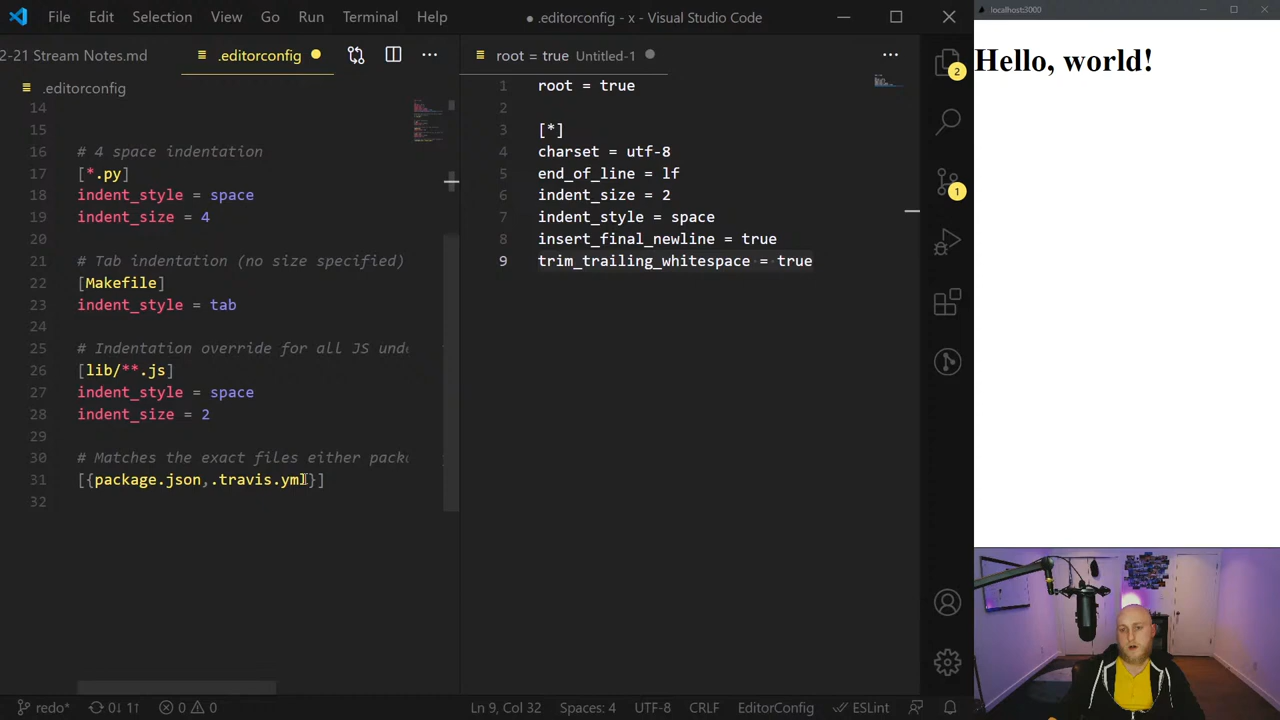 File Edit Selection View Go Run Terminal Help
.editorconfig - x - Visual Studio Code
localhost:3000
2-21 Stream Notes.md
.editorconfig
root = true Untitled-1
.editorconfig
14
15
16 # 4 space indentation
17 [*.py]
18 indent_style = space
19 indent_size = 4
20
21 # Tab indentation (no size specified)
22 [Makefile]
23 indent_style = tab
24
25 # Indentation override for all JS und
26 [lib/**.js]
27 indent_style = space
28 indent_size = 2
29
30 # Matches the exact files either pack
31 [{package.json,.travis.yml}]
32
1 root = true
2
3 [*]
4 charset = utf-8
5 end_of_line = lf
6 indent_size = 2
7 indent_style = space
8 insert_final_newline = true
9 trim_trailing_whitespace = true
2
1
Hello, world!
redo* 0↓ 1↑ 0 0
Ln 9, Col 32 Spaces: 4 UTF-8 CRLF EditorConfig ESLint